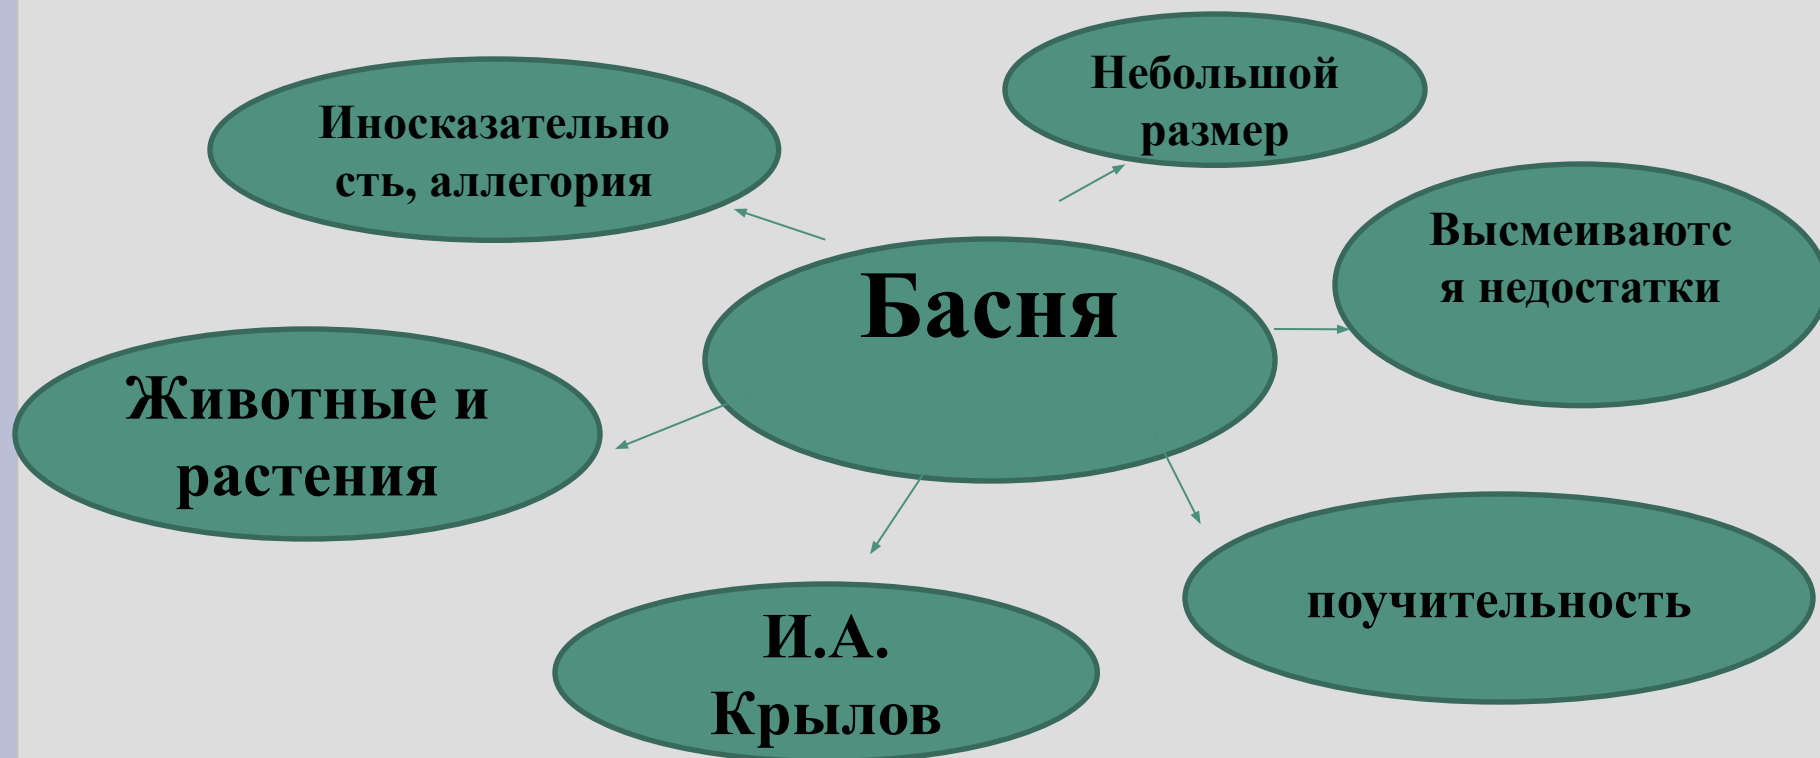 Небольшой
размер
Иносказательно
сть, аллегория
Высмеиваютс
я недостатки
Басня
Животные и
растения
поучительность
И.А.
Крылов